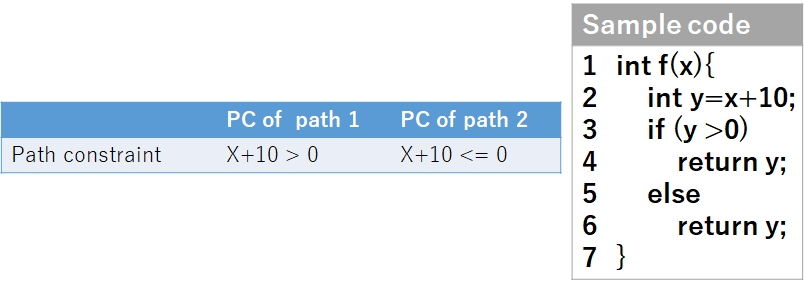 PC of path 1 PC of path 2
Path constraint X+10 > 0 X+10 <= 0
Sample code
1 int f(x){
2 int y=x+10;
3 if (y >0)
4 return y;
5 else
6 return y;
7 }